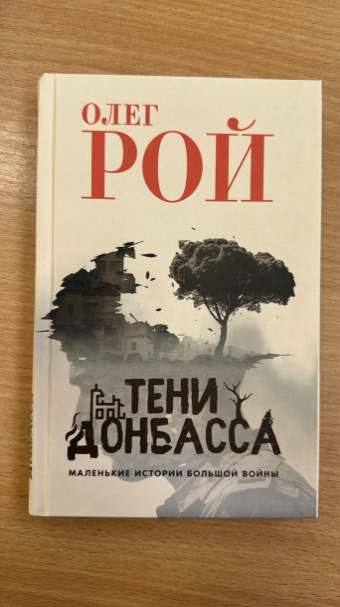 ОЛЕГ
РОЙ
ТЕНИ
ДОНБАССА
МАЛЕНЬКИЕ ИСТОРИИ БОЛЬШОЙ ВОЙНЫ